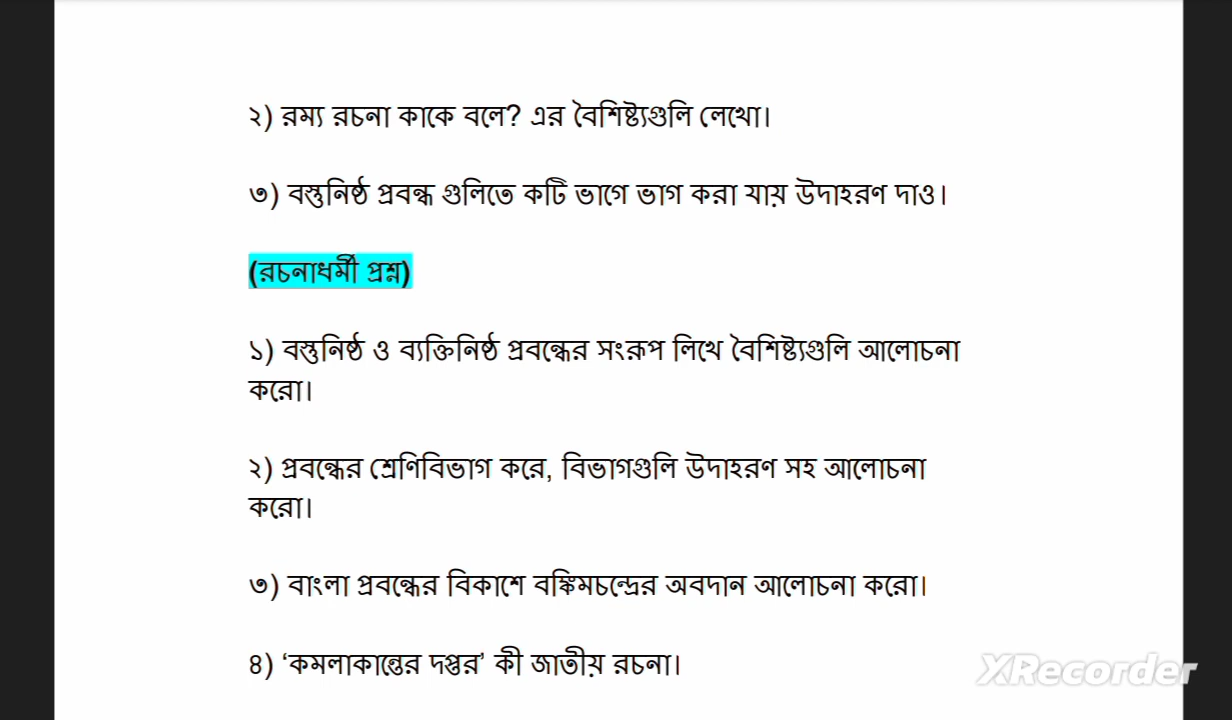 ২) রম্য রচনা কাকে বলে? এর বৈশিষ্ট্যগুলি লেখো।
৩) বস্তুনিষ্ঠ প্রবন্ধ গুলিতে কটি ভাগে ভাগ করা যায় উদাহরণ দাও।
(রচনাধর্মী প্রশ্ন)
১) বস্তুনিষ্ঠ ও ব্যক্তিনিষ্ঠ প্রবন্ধের সংরূপ লিখে বৈশিষ্ট্যগুলি আলোচনা
করো।
২) প্রবন্ধের শ্রেণিবিভাগ করে, বিভাগগুলি উদাহরণ সহ আলোচনা
করো।
৩) বাংলা প্রবন্ধের বিকাশে বঙ্কিমচন্দ্রের অবদান আলোচনা করো।
৪) ‘কমলাকান্তের দপ্তর’ কী জাতীয় রচনা।
XRecorder